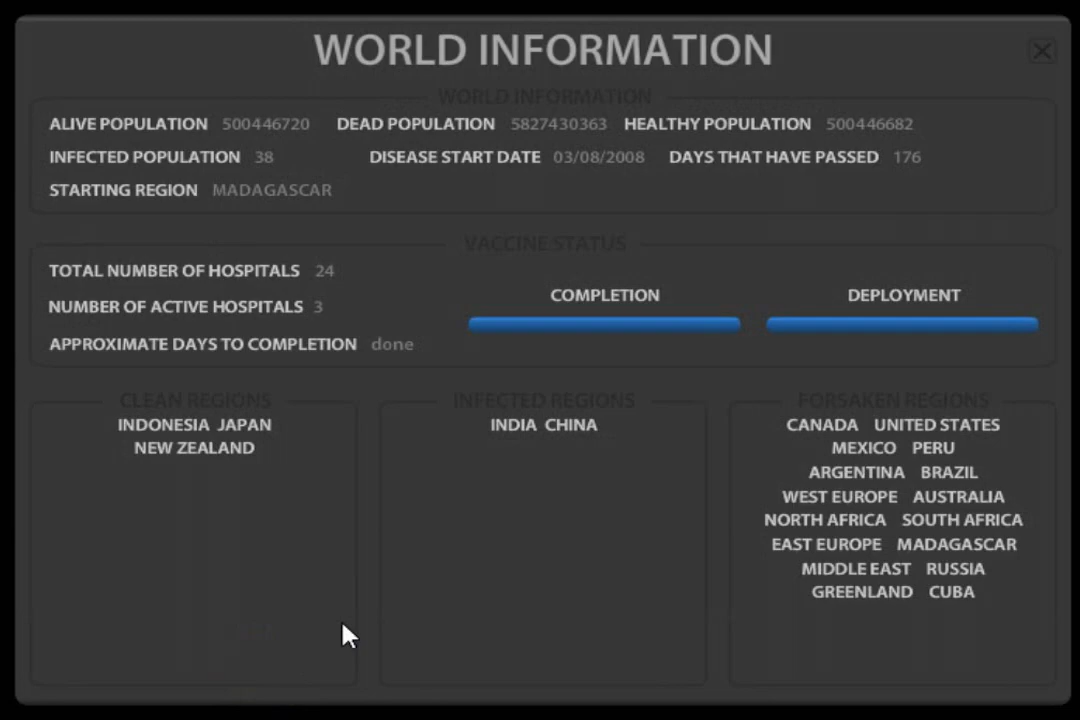 WORLD INFORMATION
WORLD INFORMATION
ALIVE POPULATION 500446720 DEAD POPULATION 5827430363 HEALTHY POPULATION 500446682
INFECTED POPULATION 38 DISEASE START DATE 03/08/2008 DAYS THAT HAVE PASSED 176
STARTING REGION MADAGASCAR
VACCINE STATUS
TOTAL NUMBER OF HOSPITALS 24
COMPLETION DEPLOYMENT
NUMBER OF ACTIVE HOSPITALS 3
APPROXIMATE DAYS TO COMPLETION done
CLEAN REGIONS
INDONESIA JAPAN
NEW ZEALAND
INFECTED REGIONS
INDIA CHINA
FORSAKEN REGIONS
CANADA UNITED STATES
MEXICO PERU
ARGENTINA BRAZIL
WEST EUROPE AUSTRALIA
NORTH AFRICA SOUTH AFRICA
EAST EUROPE MADAGASCAR
MIDDLE EAST RUSSIA
GREENLAND CUBA